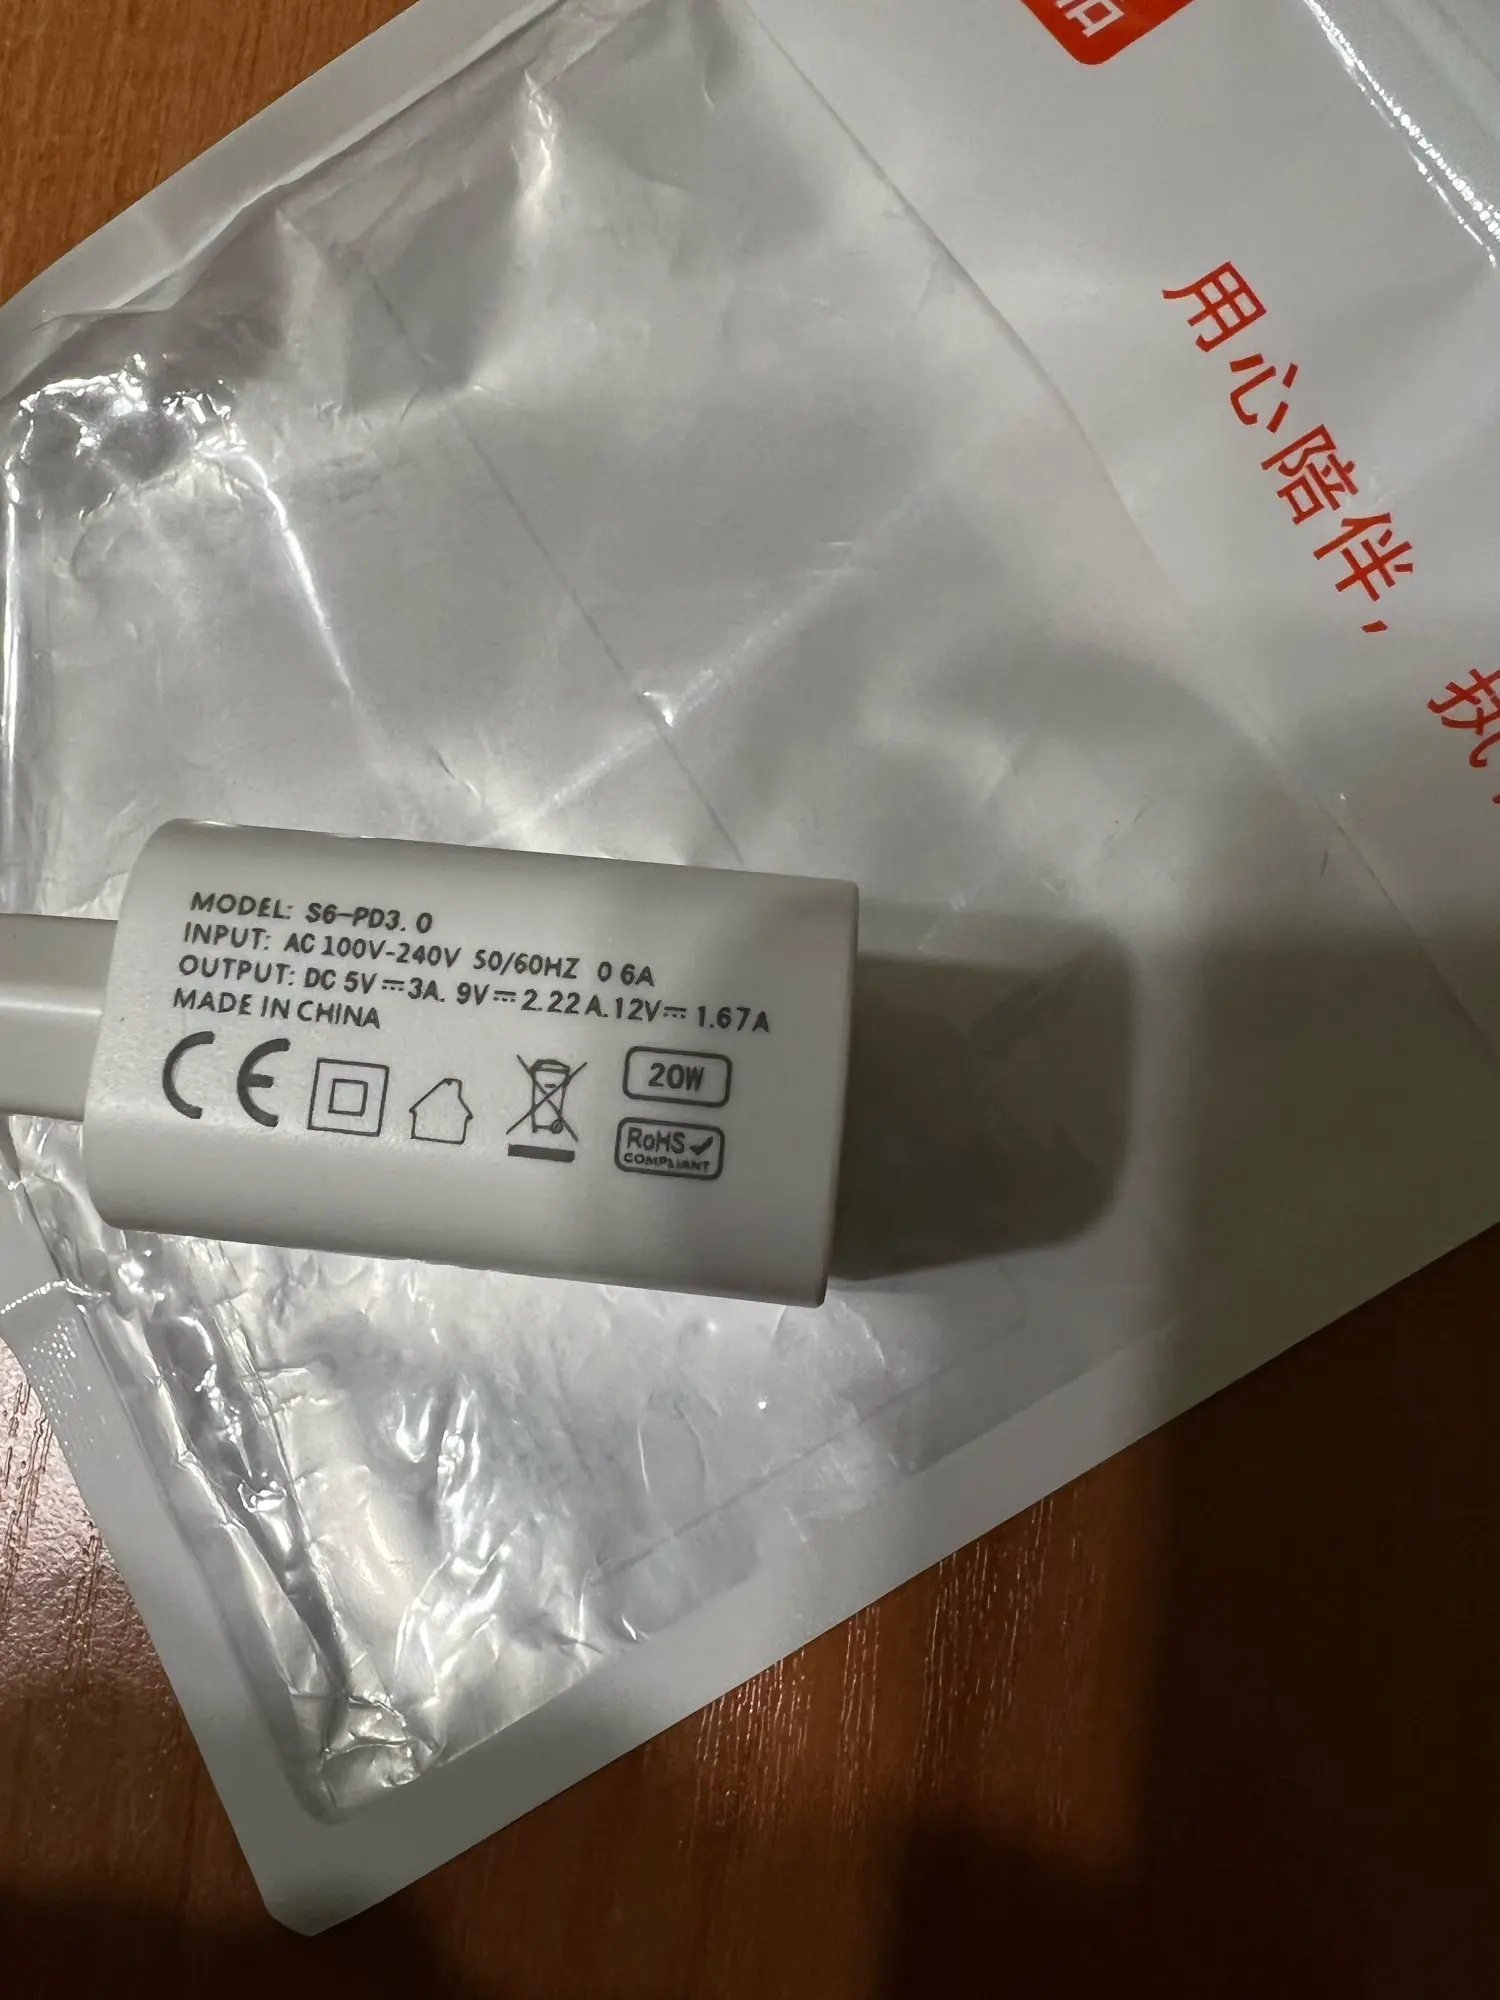 用心陪伴，
MODEL: S6-PD3. 0
INPUT: AC 100V-240V 50/60HZ 0 6A
OUTPUT: DC 5V⎓3A. 9V⎓2.22A.12V⎓1.67A
MADE IN CHINA
CE
20W
RoHS
COMPLIANT